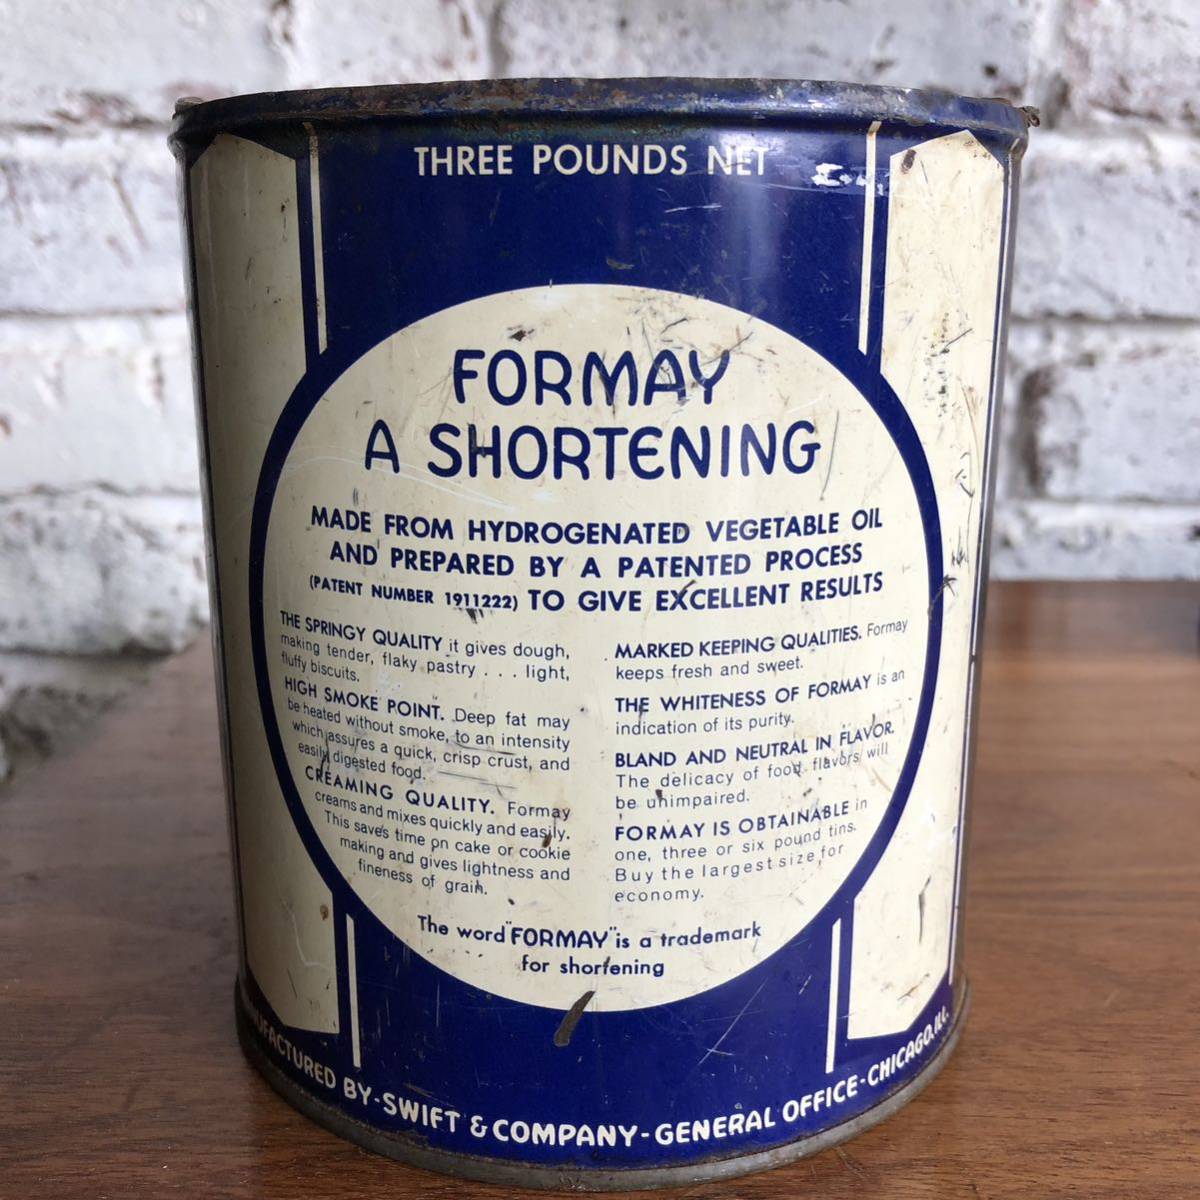 THREE POUNDS NET
FORMAY
A SHORTENING
MADE FROM HYDROGENATED VEGETABLE OIL
AND PREPARED BY A PATENTED PROCESS
(PATENT NUMBER 1911222) TO GIVE EXCELLENT RESULTS
THE SPRINGY QUALITY it gives dough,
making tender, flaky pastry . . . light,
fluffy biscuits.
HIGH SMOKE POINT. Deep fat may
be heated without smoke, to an intensity
which assures a quick, crisp crust, and
easily digested food.
CREAMING QUALITY. Formay
creams and mixes quickly and easily.
This saves time on cake or cookie
making and gives lightness and
fineness of grain.
MARKED KEEPING QUALITIES. Formay
keeps fresh and sweet.
THE WHITENESS OF FORMAY is an
indication of its purity.
BLAND AND NEUTRAL IN FLAVOR.
The delicacy of food flavors will
be unimpaired.
FORMAY IS OBTAINABLE in
one, three or six pound tins.
Buy the largest size for
economy.
The word "FORMAY" is a trademark
for shortening
MANUFACTURED BY-SWIFT & COMPANY-GENERAL OFFICE-CHICAGO, ILL.